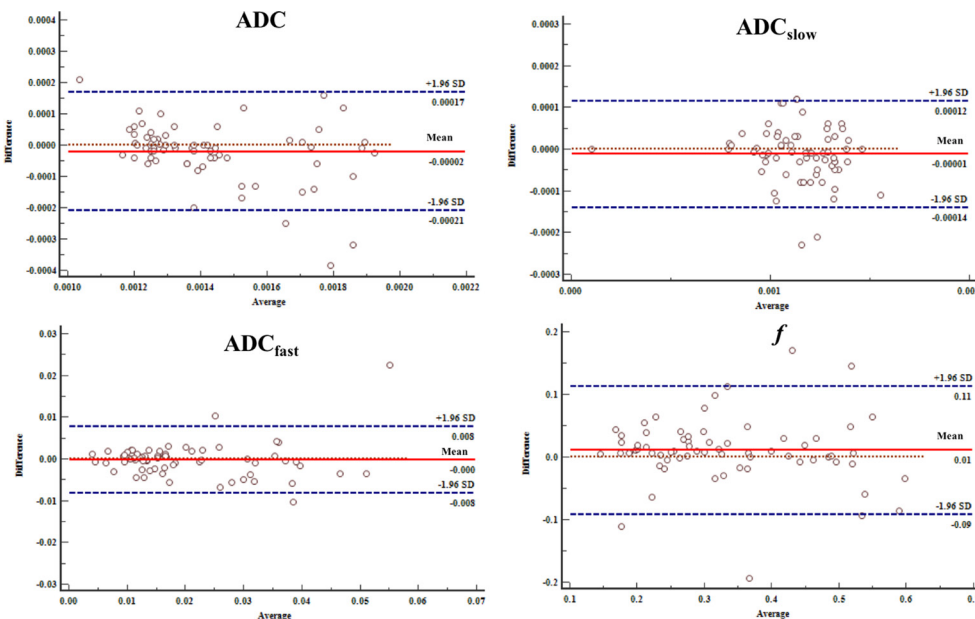 ADC
0.0004
0.0003
0.0002
0.0001
0.0000
-0.0001
-0.0002
-0.0003
-0.0004
Difference
+1.96 SD
0.00017
Mean
-0.00002
-1.96 SD
-0.00021
0.0010 0.0012 0.0014 0.0016 0.0018 0.0020 0.0022
Average
ADCslow
0.0003
0.0002
0.0001
0.0000
-0.0001
-0.0002
-0.0003
Difference
+1.96 SD
0.00012
Mean
-0.00001
-1.96 SD
-0.00014
0.000 0.001
Average
ADCfast
0.03
0.02
0.01
0.00
-0.01
-0.02
-0.03
Difference
+1.96 SD
0.008
Mean
-0.000
-1.96 SD
-0.008
0.00 0.01 0.02 0.03 0.04 0.05 0.06 0.07
Average
f
0.2
0.1
0.0
-0.1
-0.2
Difference
+1.96 SD
0.11
Mean
0.01
-1.96 SD
-0.09
0.1 0.2 0.3 0.4 0.5 0.6
Average